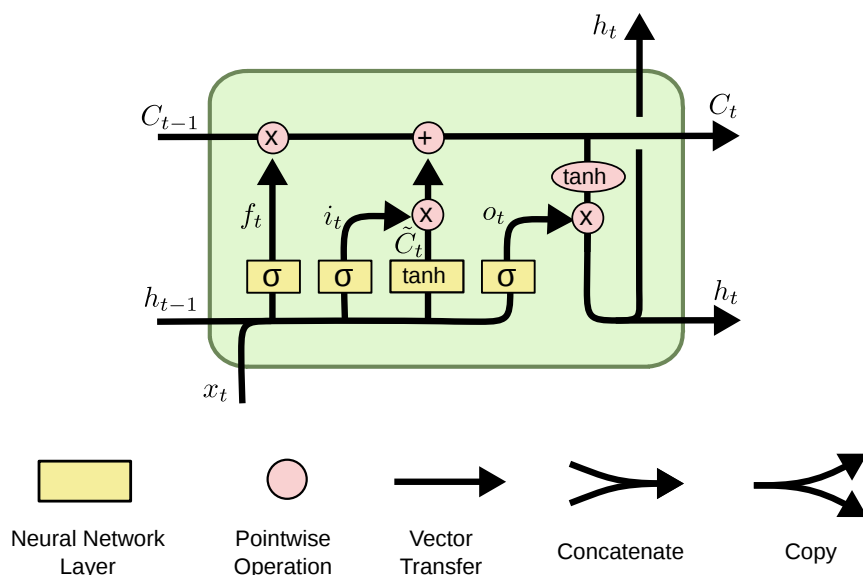 h_t
C_{t-1}
C_t
x
+
tanh
f_t
i_t
x
o_t
x
C̃_t
σ
σ
tanh
σ
h_{t-1}
h_t
x_t
Neural Network
Layer
Pointwise
Operation
Vector
Transfer
Concatenate
Copy